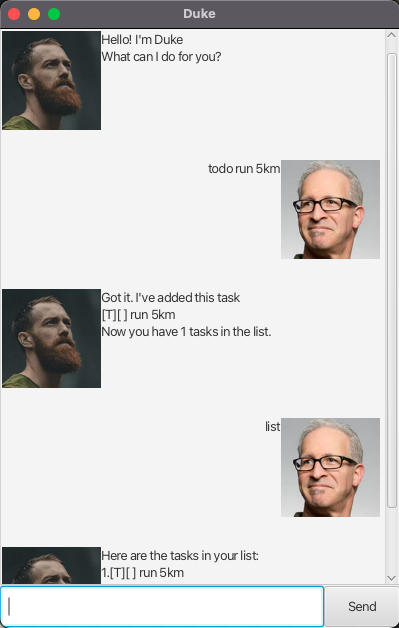 Duke
Hello! I'm Duke
What can I do for you?
todo run 5km
Got it. I've added this task
[T][ ] run 5km
Now you have 1 tasks in the list.
list
Here are the tasks in your list:
1.[T][ ] run 5km
Send